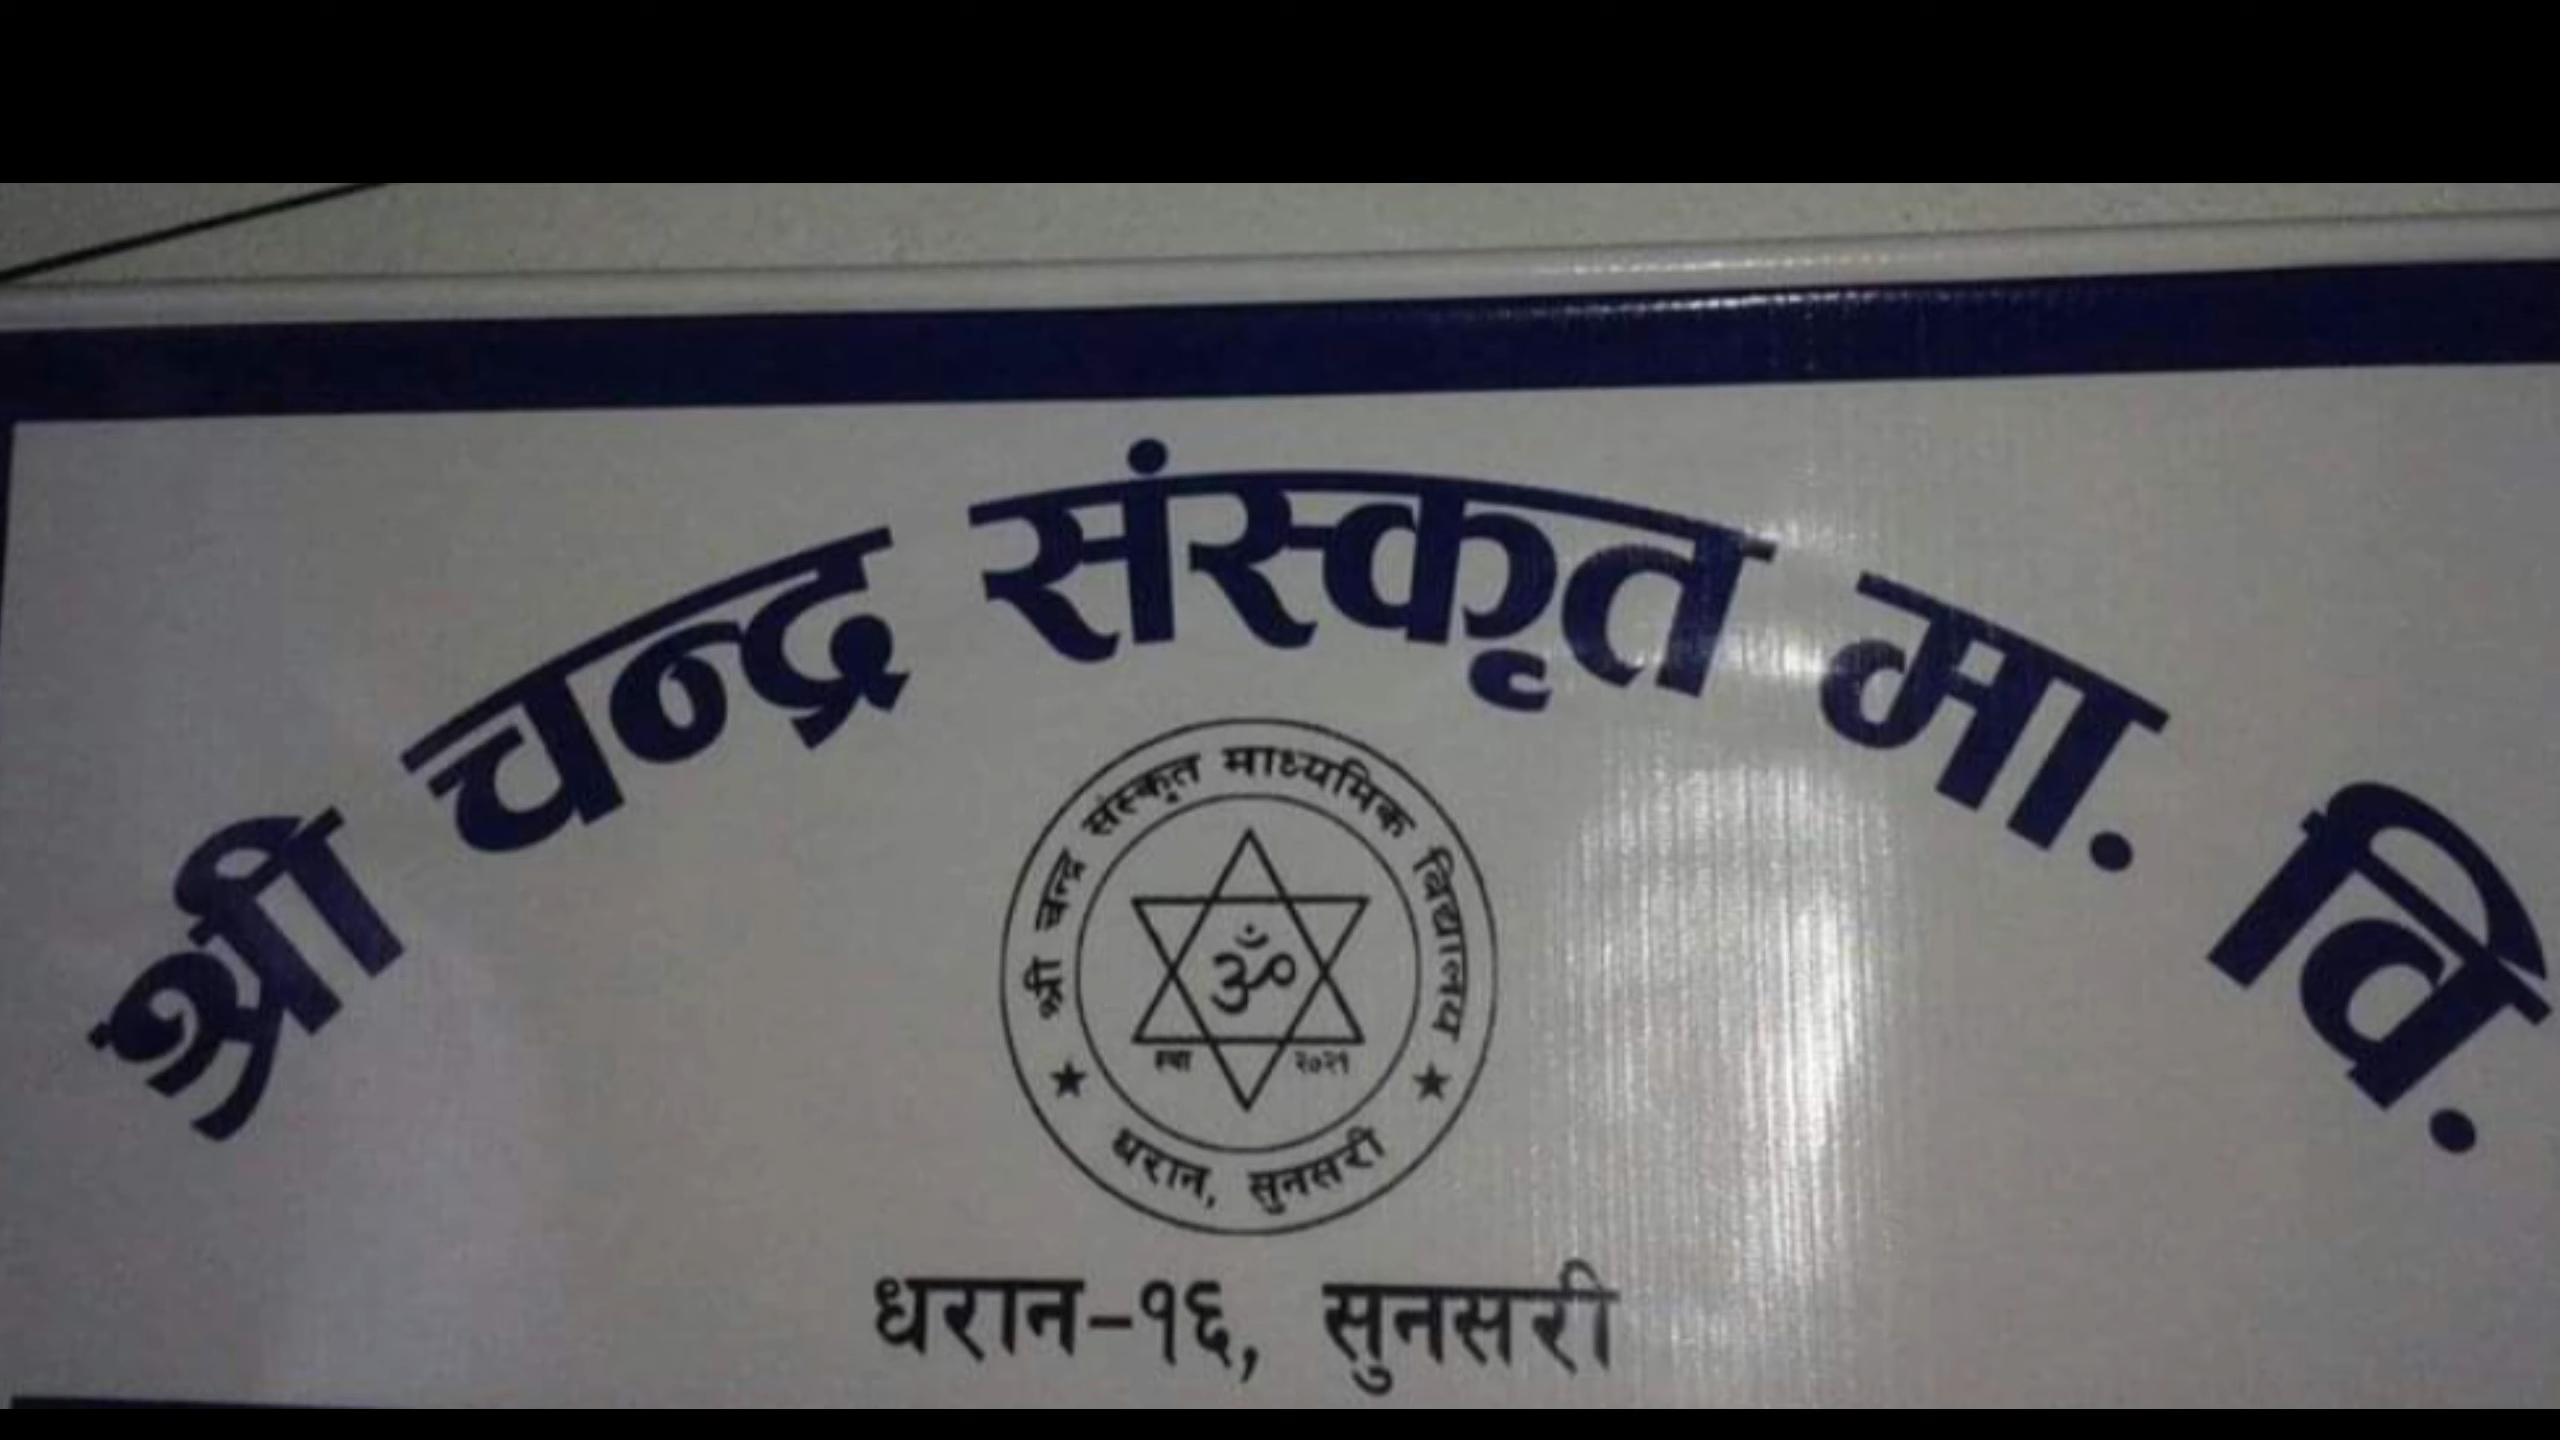 श्री चन्द्र संस्कृत मा. वि.
श्री चन्द्र संस्कृत माध्यमिक विद्यालय
ॐ
स्था २०२१
धरान, सुनसरी
धरान-१६, सुनसरी